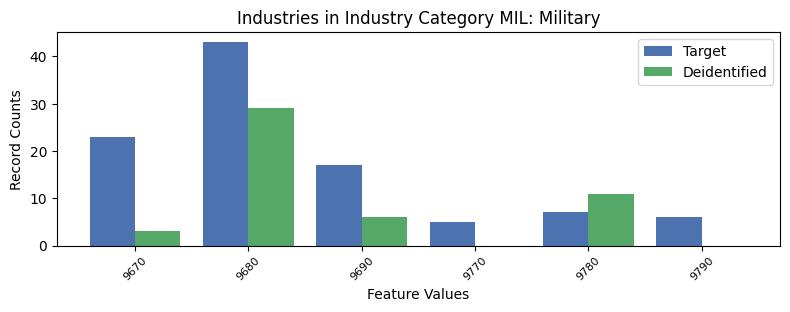 Industries in Industry Category MIL: Military
Target
Deidentified
Record Counts
40
30
20
10
0
9670
9680
9690
9770
9780
9790
Feature Values